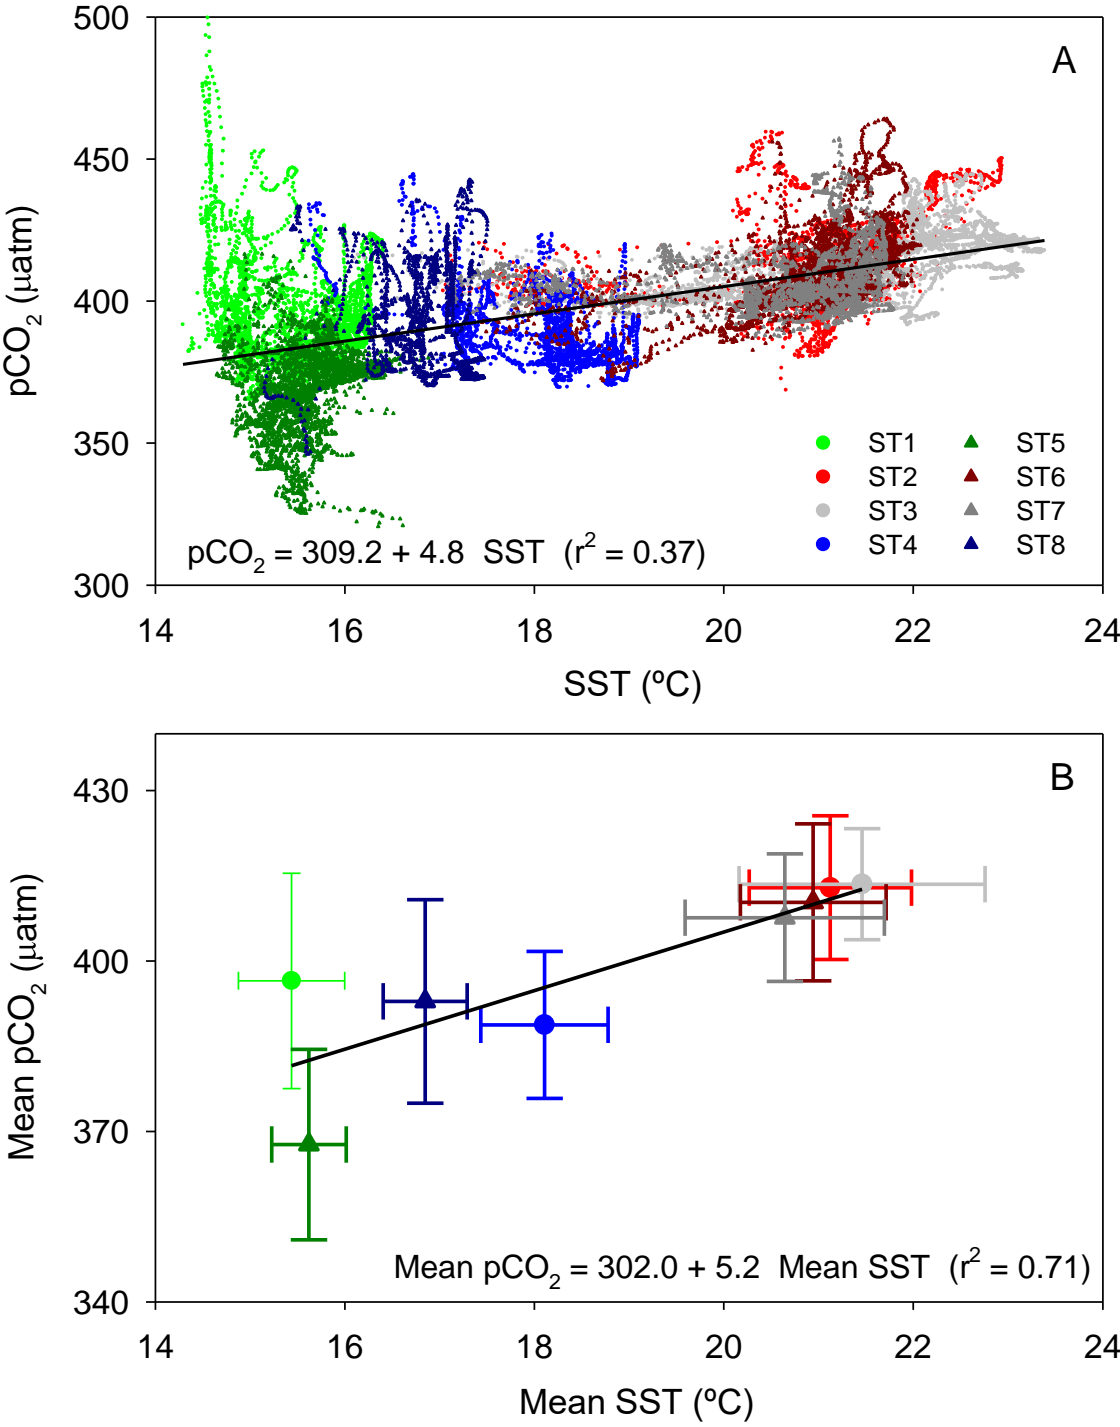 500
A
450
pCO2 (µatm)
400
350
ST1 ST5
ST2 ST6
ST3 ST7
ST4 ST8
pCO2 = 309.2 + 4.8 SST (r2 = 0.37)
300
14 16 18 20 22 24
SST (ºC)
B
430
Mean pCO2 (µatm)
400
370
Mean pCO2 = 302.0 + 5.2 Mean SST (r2 = 0.71)
340
14 16 18 20 22 24
Mean SST (ºC)